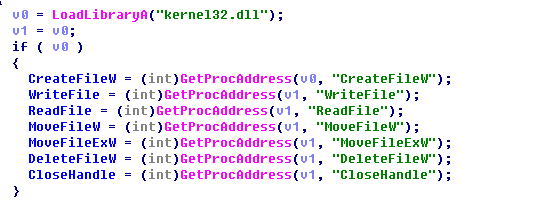 v0 = LoadLibraryA("kernel32.dll");
v1 = v0;
if ( v0 )
{
CreateFileW = (int)GetProcAddress(v0, "CreateFileW");
WriteFile = (int)GetProcAddress(v1, "WriteFile");
ReadFile = (int)GetProcAddress(v1, "ReadFile");
MoveFileW = (int)GetProcAddress(v1, "MoveFileW");
MoveFileExW = (int)GetProcAddress(v1, "MoveFileExW");
DeleteFileW = (int)GetProcAddress(v1, "DeleteFileW");
CloseHandle = (int)GetProcAddress(v1, "CloseHandle");
}